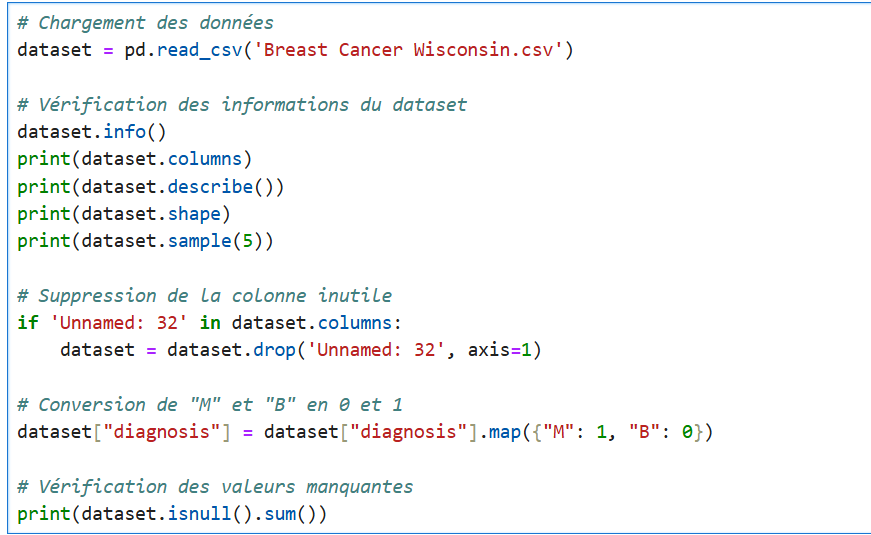 # Chargement des données
dataset = pd.read_csv('Breast Cancer Wisconsin.csv')
# Vérification des informations du dataset
dataset.info()
print(dataset.columns)
print(dataset.describe())
print(dataset.shape)
print(dataset.sample(5))
# Suppression de la colonne inutile
if 'Unnamed: 32' in dataset.columns:
    dataset = dataset.drop('Unnamed: 32', axis=1)
# Conversion de "M" et "B" en 0 et 1
dataset["diagnosis"] = dataset["diagnosis"].map({"M": 1, "B": 0})
# Vérification des valeurs manquantes
print(dataset.isnull().sum())